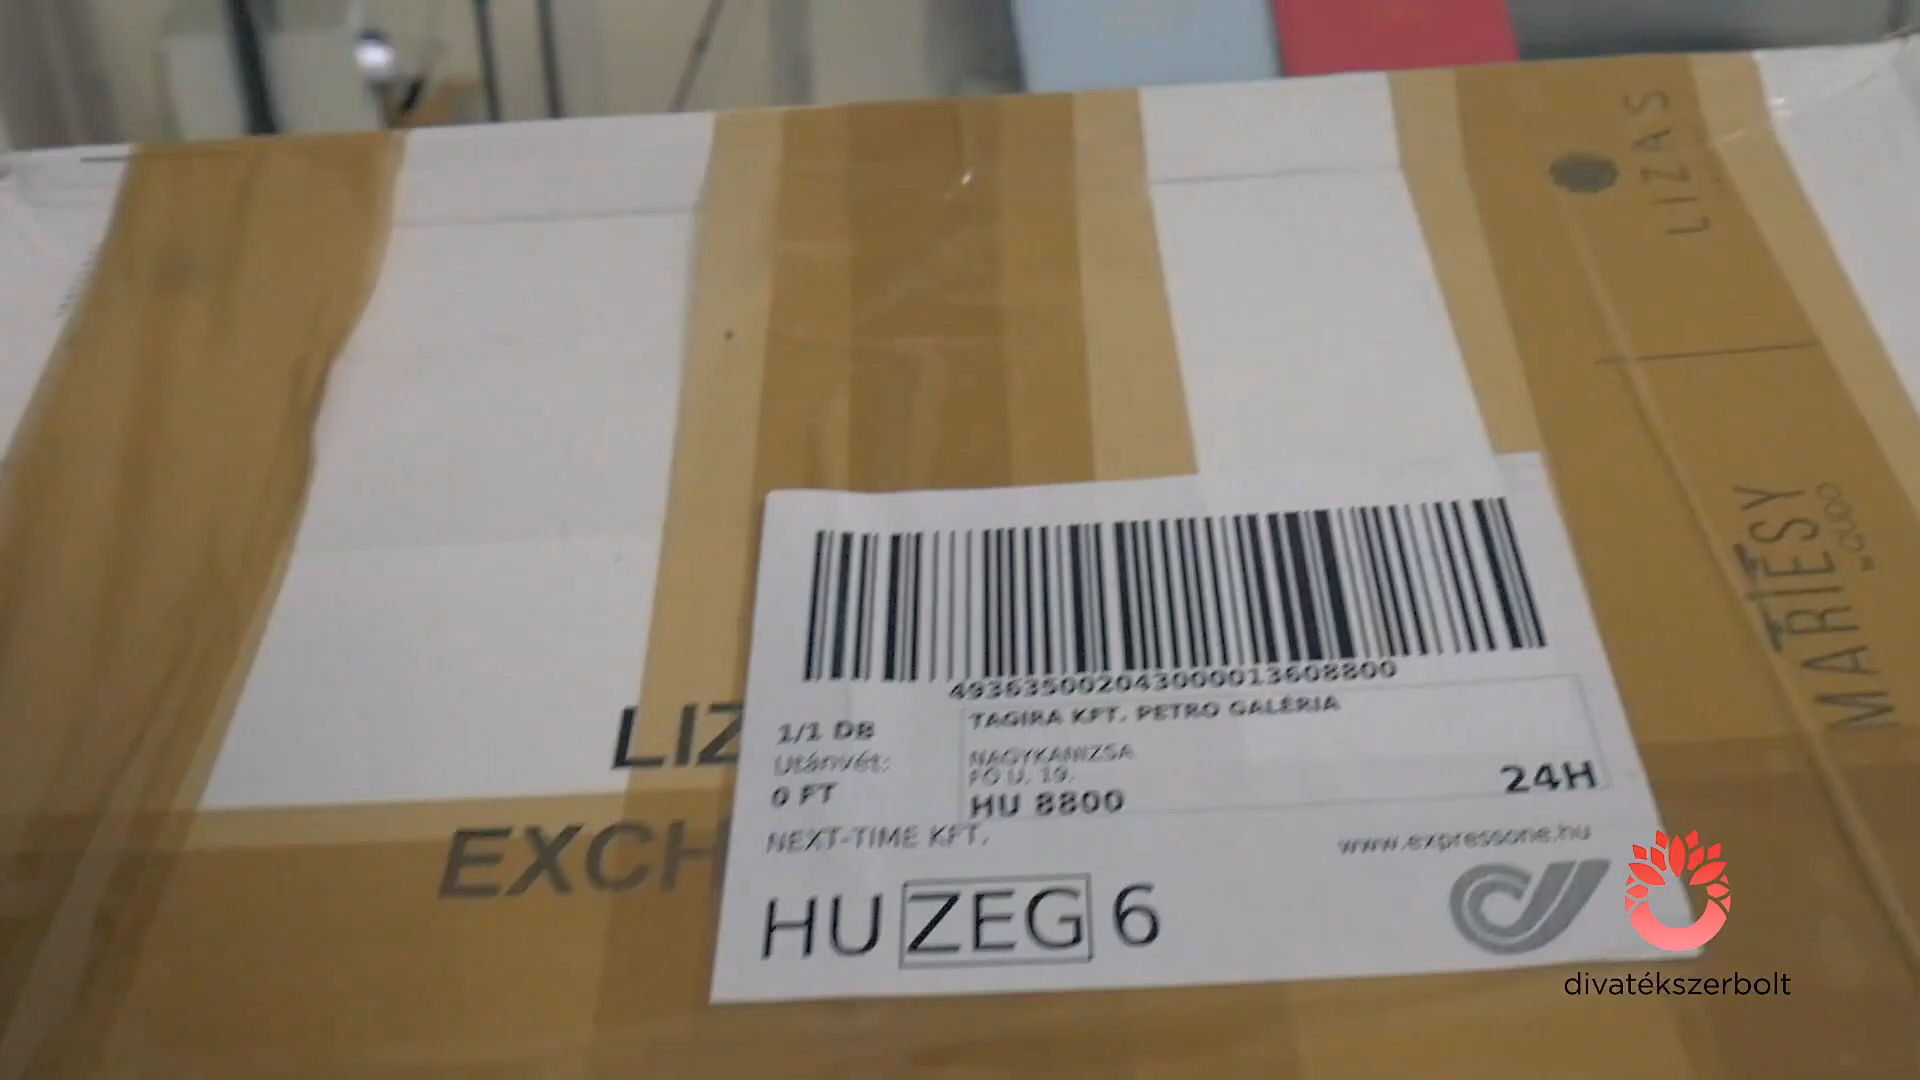 LIZAS
MARIESY
LIZ
EXCH
4936350020430000013608800
1/1 DB
Utánvét:
0 FT
TAGIRA KFT. PETRO GALÉRIA
NAGYKANIZSA
FŐ U. 19.
HU 8800
24H
NEXT-TIME KFT.
www.expressone.hu
HU ZEG 6
divatékszerbolt